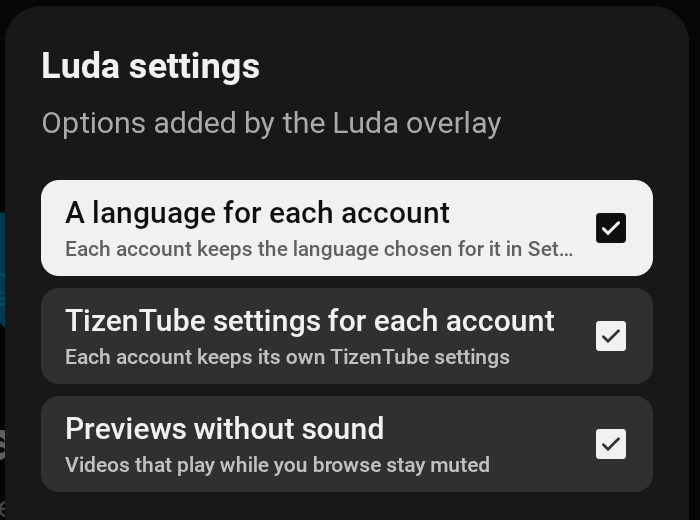 Luda settings
Options added by the Luda overlay
A language for each account
Each account keeps the language chosen for it in Set...
TizenTube settings for each account
Each account keeps its own TizenTube settings
Previews without sound
Videos that play while you browse stay muted